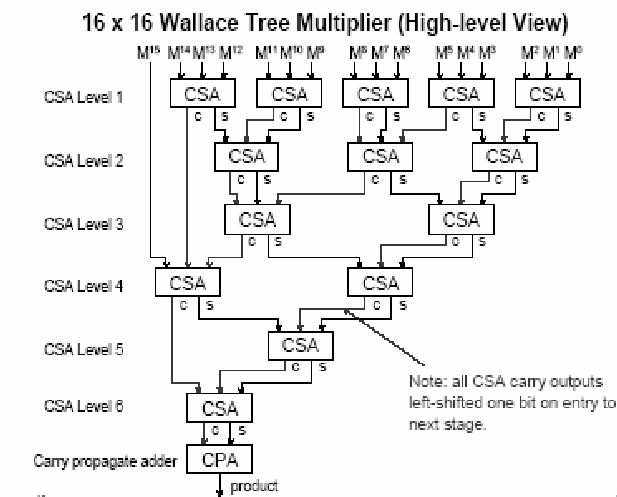 16 x 16 Wallace Tree Multiplier (High-level View)
M15 M14 M13 M12 M11 M10 M9 M8 M7 M6 M5 M4 M3 M2 M1 M0
CSA Level 1 CSA CSA CSA CSA CSA
c s c s c s c s c s
CSA Level 2 CSA CSA CSA
c s c s c s
CSA Level 3 CSA CSA
c s c s
CSA Level 4 CSA CSA
c s c s
CSA Level 5 CSA
c s
Note: all CSA carry outputs
left-shifted one bit on entry to
next stage.
CSA Level 6 CSA
c s
Carry propagate adder CPA
product